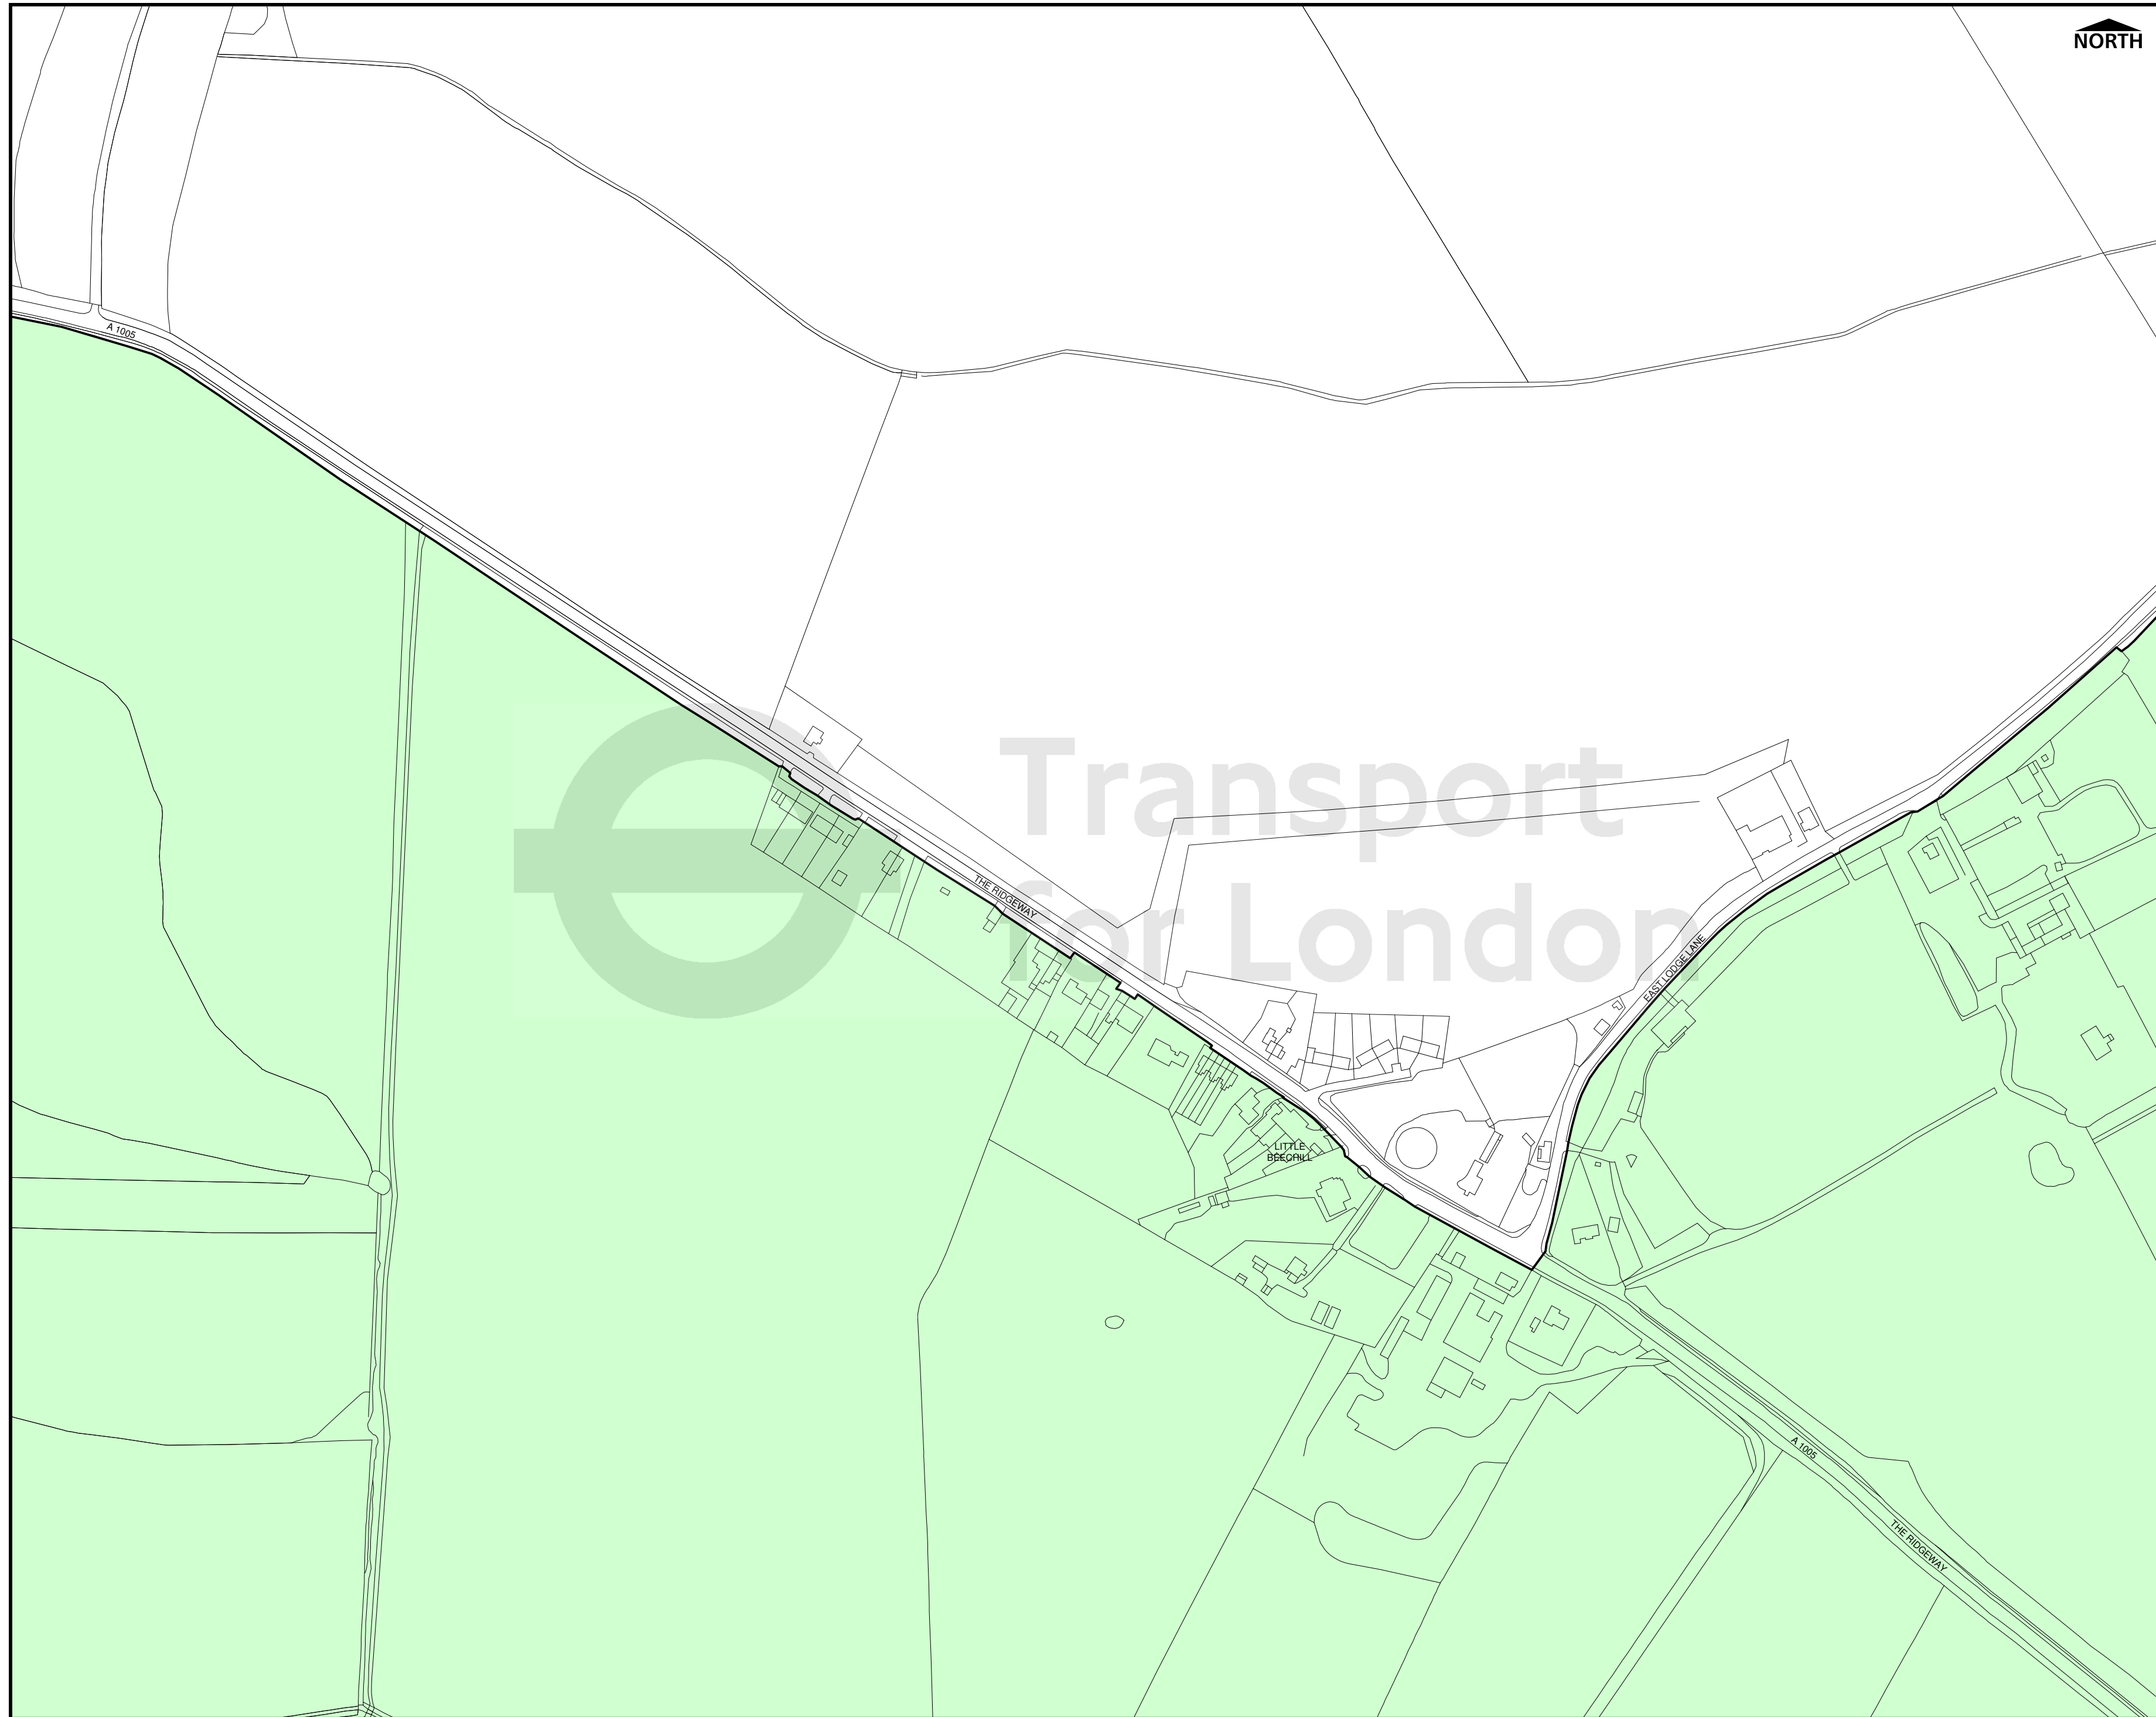 NORTH
A 1005
Transport
for London
THE RIDGEWAY
EAST LODGE LANE
LITTLE
BEECHILL
A 1005
THE RIDGEWAY